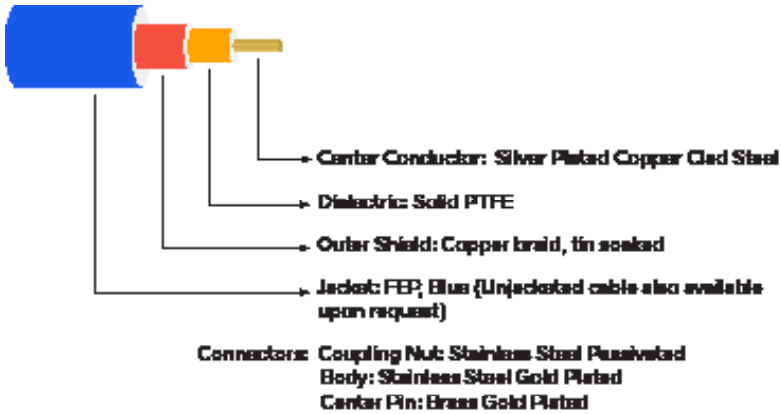 Center Conductor: Silver Plated Copper Clad Steel
Dielectric: Solid PTFE
Outer Shield: Copper braid, tin soaked
Jacket: FEP, Blue (Unjacketed cable also available
upon request)
Connectors: Coupling Nut: Stainless Steel Passivated
Body: Stainless Steel Gold Plated
Center Pin: Brass Gold Plated